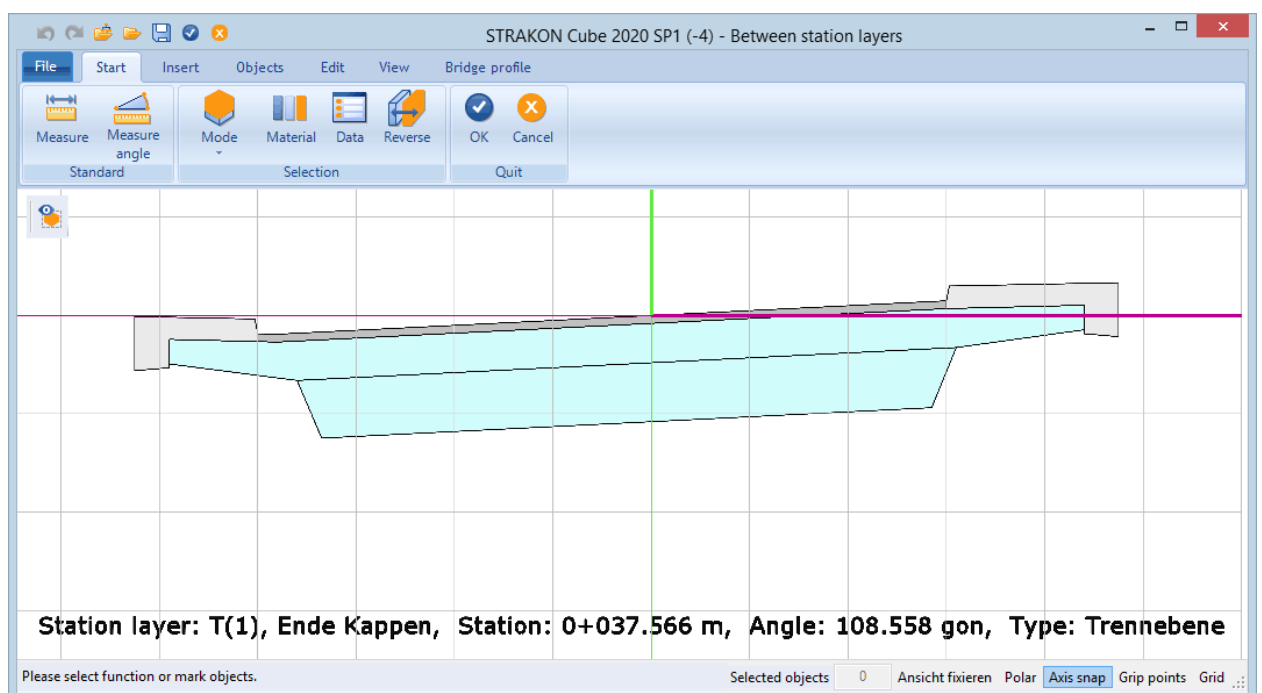 STRAKON Cube 2020 SP1 (-4) - Between station layers
File Start Insert Objects Edit View Bridge profile
Measure Measure angle Mode Material Data Reverse OK Cancel
Standard Selection Quit
Station layer: T(1), Ende Kappen, Station: 0+037.566 m, Angle: 108.558 gon, Type: Trennebene
Please select function or mark objects. Selected objects 0 Ansicht fixieren Polar Axis snap Grip points Grid